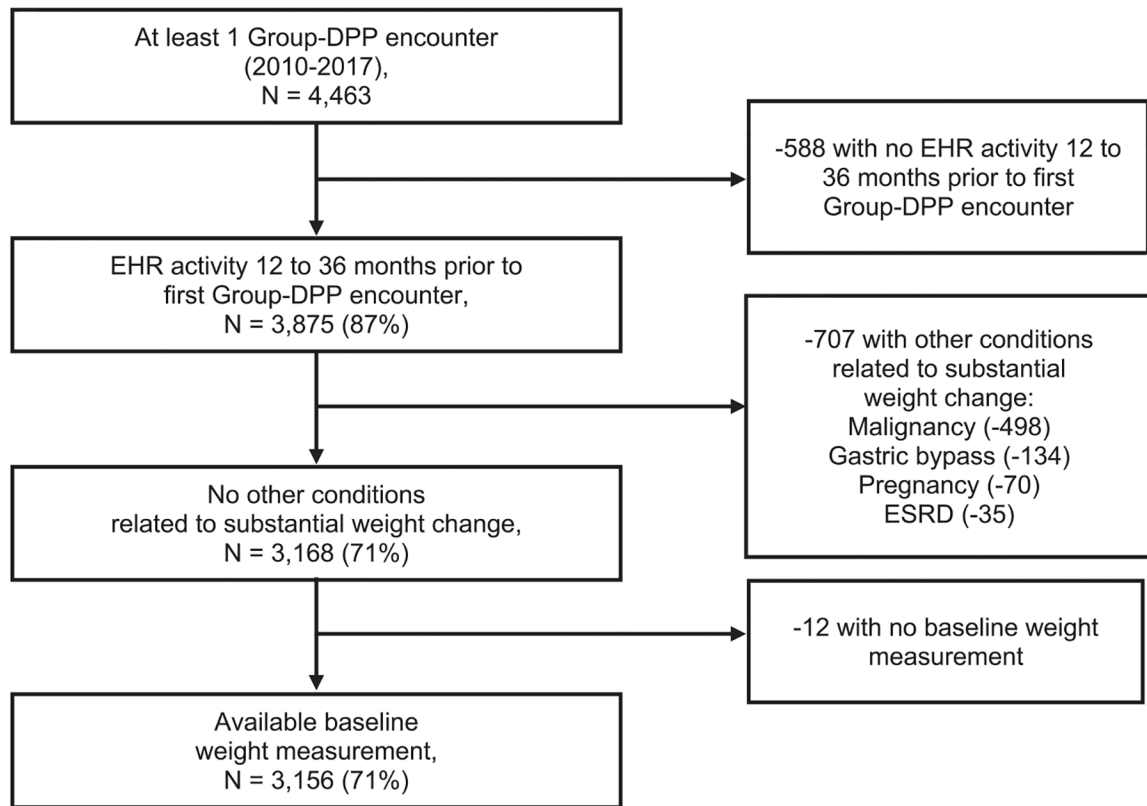 At least 1 Group-DPP encounter
(2010-2017),
N = 4,463
-588 with no EHR activity 12 to
36 months prior to first
Group-DPP encounter
EHR activity 12 to 36 months prior to
first Group-DPP encounter,
N = 3,875 (87%)
-707 with other conditions
related to substantial
weight change:
Malignancy (-498)
Gastric bypass (-134)
Pregnancy (-70)
ESRD (-35)
No other conditions
related to substantial weight change,
N = 3,168 (71%)
-12 with no baseline weight
measurement
Available baseline
weight measurement,
N = 3,156 (71%)